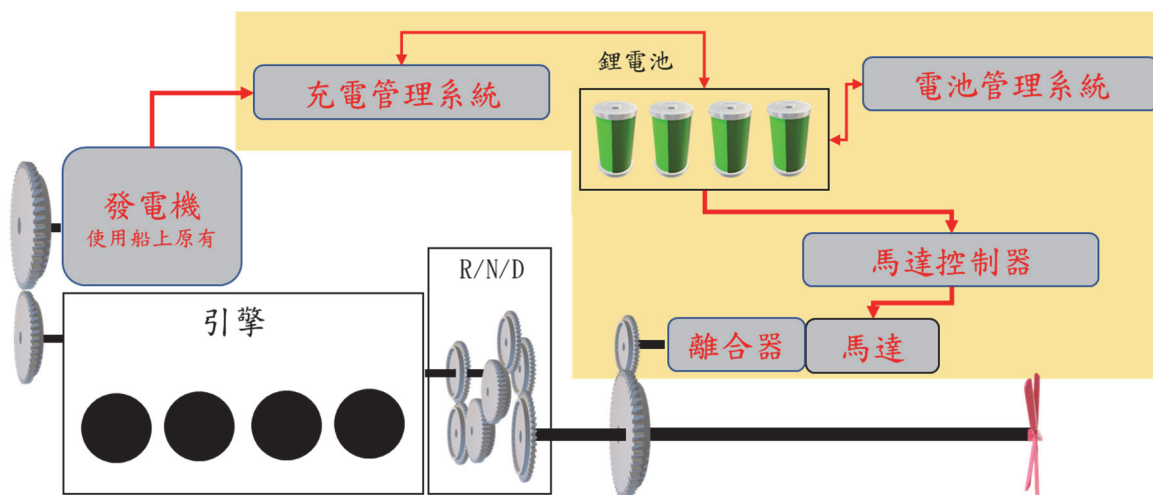 鋰電池
充電管理系統
電池管理系統
發電機
使用船上原有
馬達控制器
R/N/D
引擎
離合器
馬達